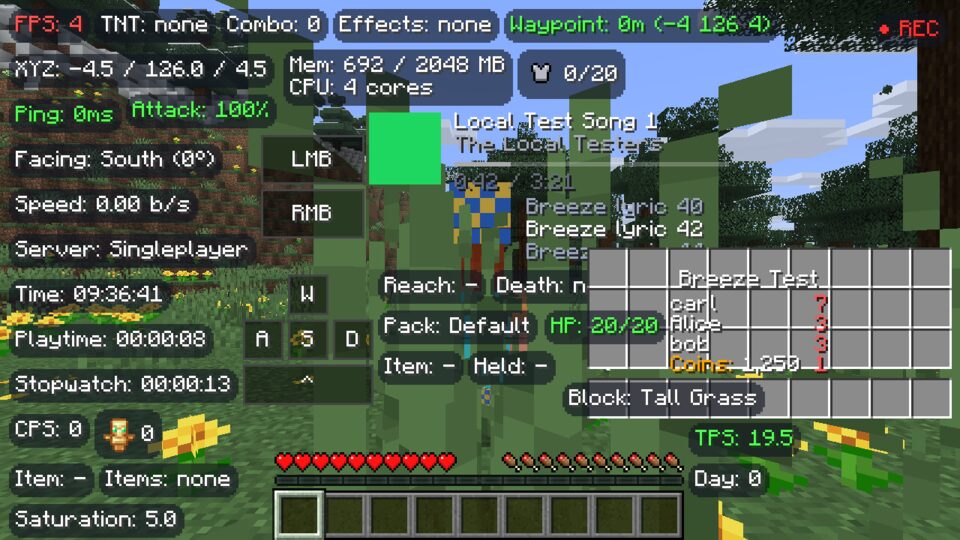 FPS: 4 TNT: none Combo: 0 Effects: none Waypoint: 0m (-4 126 4) REC
XYZ: -4.5 / 126.0 / 4.5 Mem: 692 / 2048 MB 0/20
CPU: 4 cores
Ping: 0ms Attack: 100%
Local Test Song 1
The Local Testers
Facing: South (0°) LMB
0:42 / 3:21
Speed: 0.00 b/s RMB
Breeze lyric 40
Breeze lyric 42
Server: Singleplayer
Breeze
Breeze Test
Reach: - Death: n
Time: 09:36:41 W
carl 7
Alice 3
Pack: Default HP: 20/20
Playtime: 00:00:08 A S D
bob 3
Item: - Held: -
Coins: 1,250 1
Stopwatch: 00:00:13 ^
Block: Tall Grass
CPS: 0 0
TPS: 19.5
Item: - Items: none
Day: 0
Saturation: 5.0